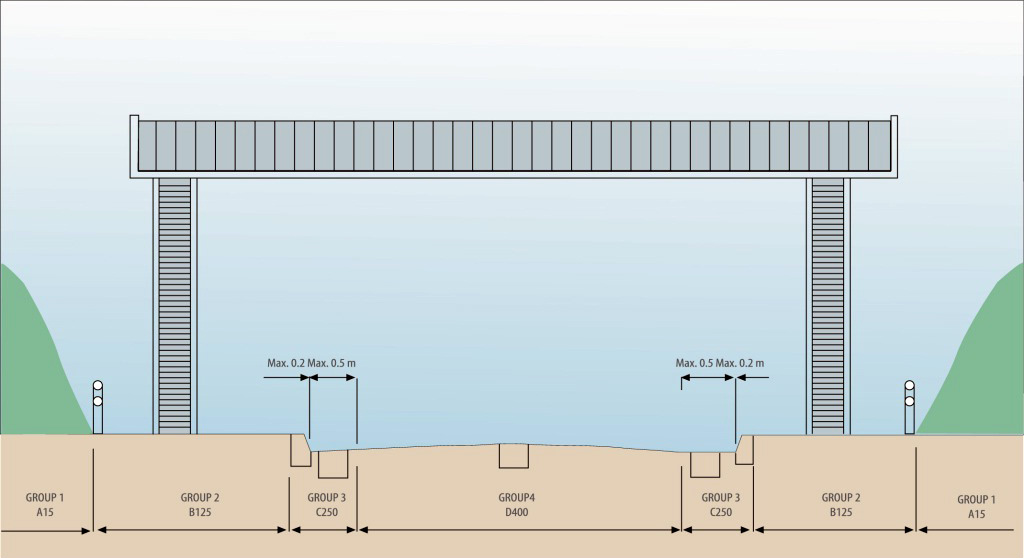 Max. 0.2 Max. 0.5 m
Max. 0.5 Max. 0.2 m
GROUP 1
A15
GROUP 2
B125
GROUP 3
C250
GROUP4
D400
GROUP 3
C250
GROUP 2
B125
GROUP 1
A15